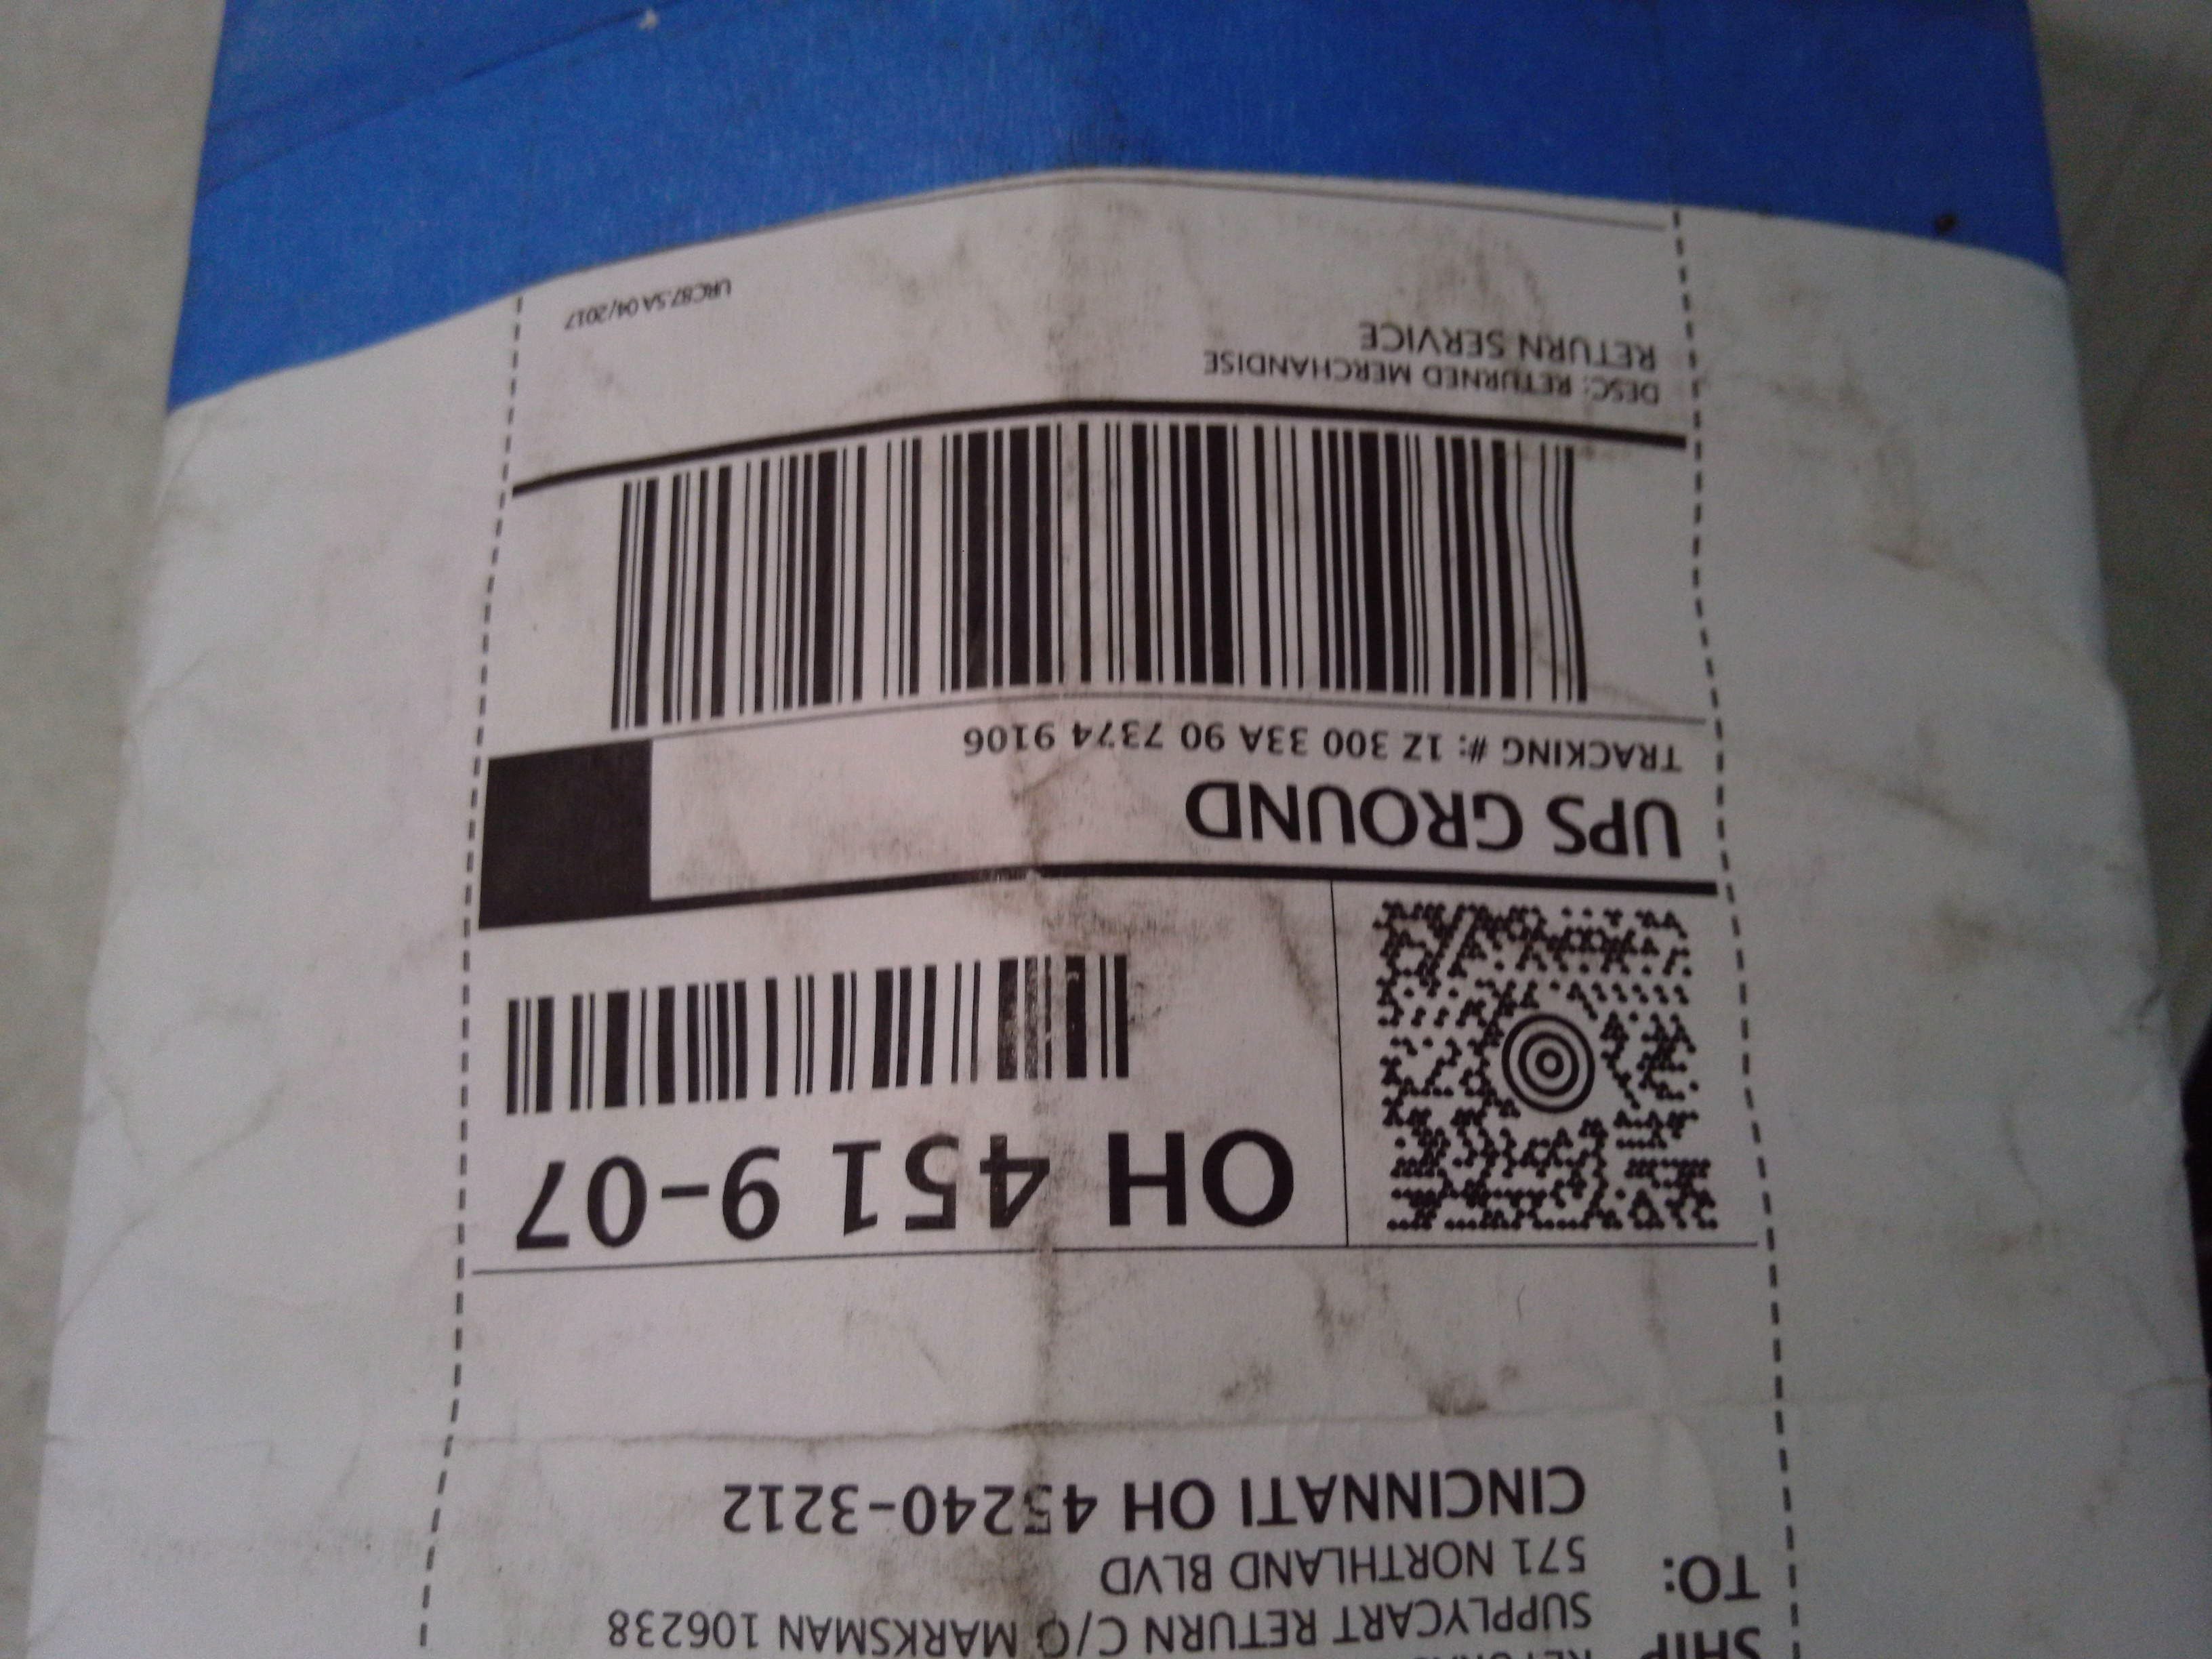 SHIP
TO:
SUPPLYCART RETURN C/O MARKSMAN 106238
571 NORTHLAND BLVD
CINCINNATI OH 45240-3212
OH 451 9-07
UPS GROUND
TRACKING #: 1Z 300 33A 90 7374 9106
DESC: RETURNED MERCHANDISE
RETURN SERVICE
URC87.5A 04/2017